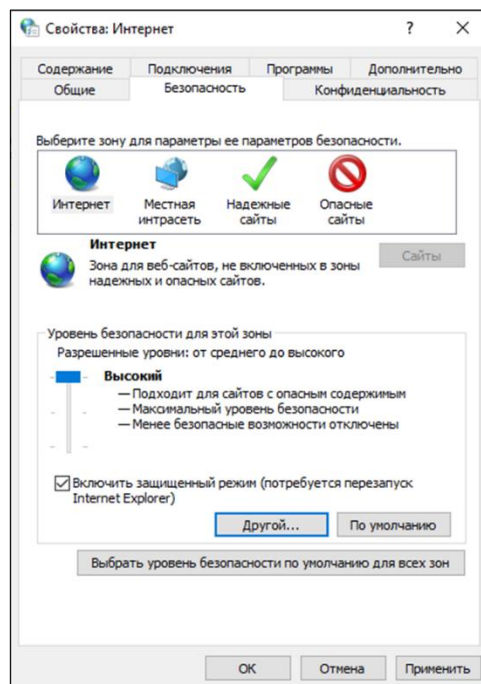 Свойства: Интернет
Содержание Подключения Программы Дополнительно
Общие Безопасность Конфиденциальность
Выберите зону для параметры ее параметров безопасности.
Интернет Местная интрасеть Надежные сайты Опасные сайты
Интернет
Зона для веб-сайтов, не включенных в зоны
надежных и опасных сайтов.
Сайты
Уровень безопасности для этой зоны
Разрешенные уровни: от среднего до высокого
Высокий
— Подходит для сайтов с опасным содержимым
— Максимальный уровень безопасности
— Менее безопасные возможности отключены
Включить защищенный режим (потребуется перезапуск
Internet Explorer)
Другой... По умолчанию
Выбрать уровень безопасности по умолчанию для всех зон
OK Отмена Применить